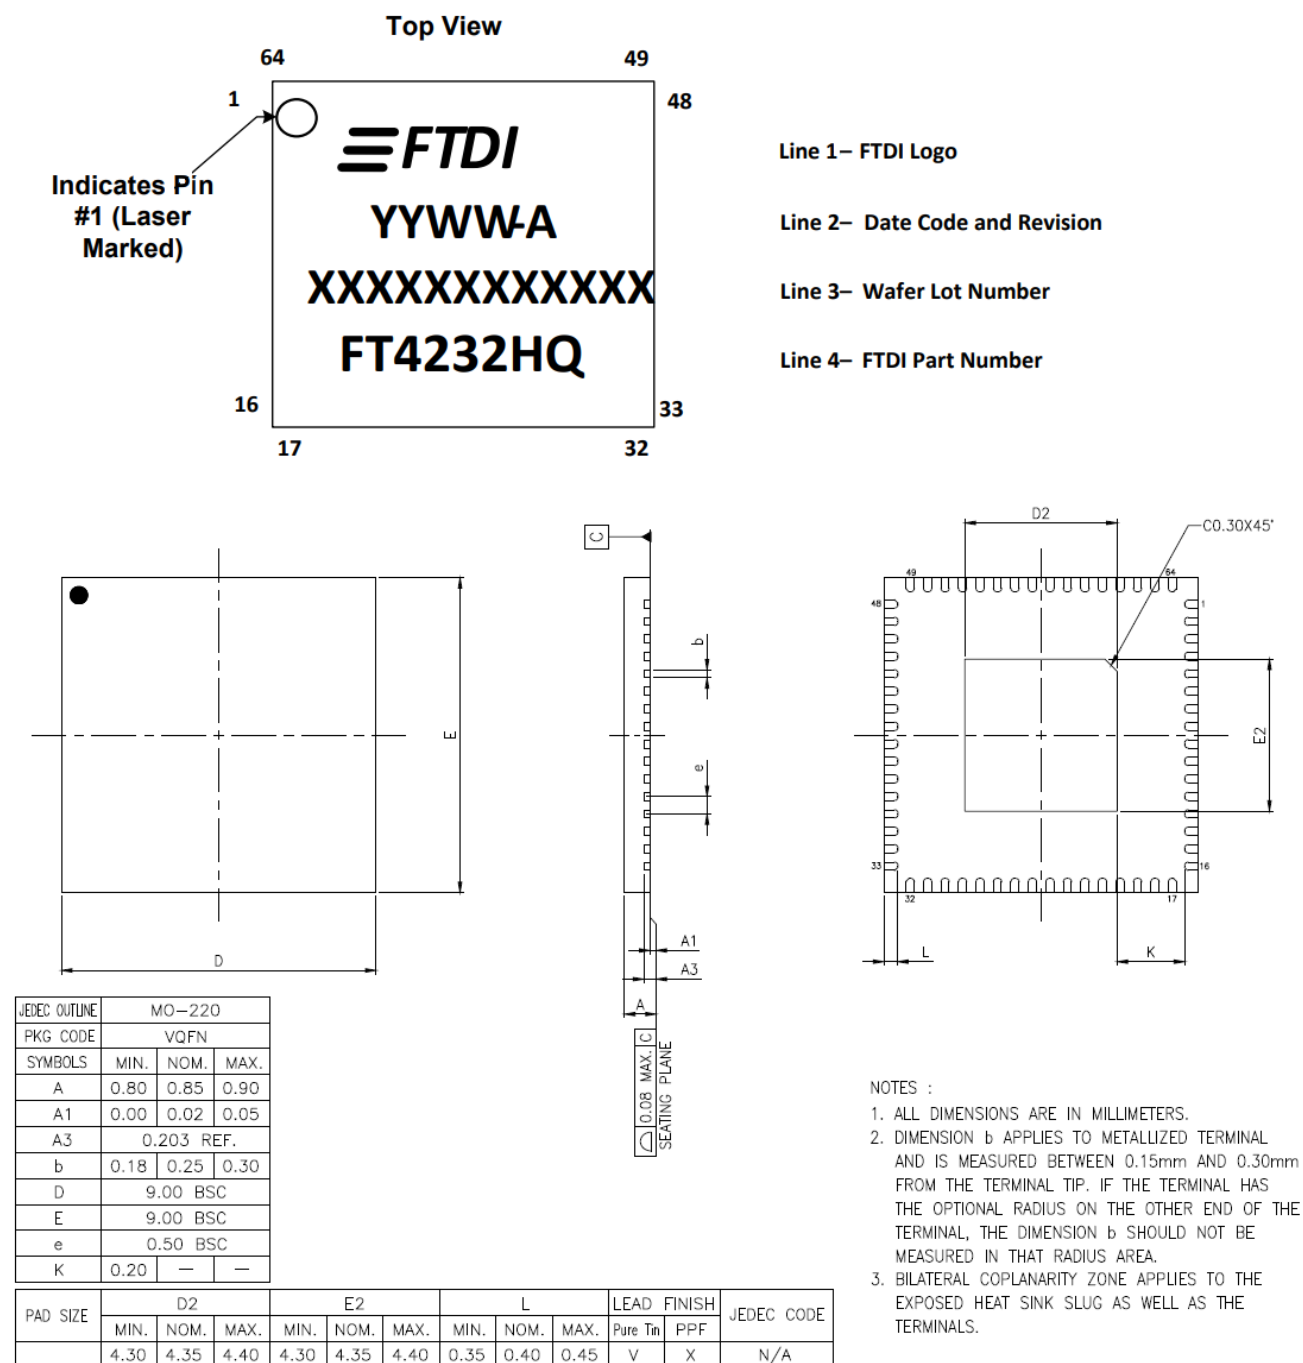 Top View
64
49
1
48
FTDI
Line 1– FTDI Logo
Indicates Pin
#1 (Laser
Marked)
YYWW-A
Line 2– Date Code and Revision
XXXXXXXXXXXX
Line 3– Wafer Lot Number
FT4232HQ
Line 4– FTDI Part Number
16
33
17
32
D2
C0.30X45°
C
49
64
48
1
b
E
E2
e
33
16
32
17
A1
L
K
D
A3
A
0.08 MAX. C
SEATING PLANE
JEDEC OUTLINE MO-220
PKG CODE VQFN
SYMBOLS MIN. NOM. MAX.
A 0.80 0.85 0.90
A1 0.00 0.02 0.05
A3 0.203 REF.
b 0.18 0.25 0.30
D 9.00 BSC
E 9.00 BSC
e 0.50 BSC
K 0.20 — —
NOTES :
1. ALL DIMENSIONS ARE IN MILLIMETERS.
2. DIMENSION b APPLIES TO METALLIZED TERMINAL
AND IS MEASURED BETWEEN 0.15mm AND 0.30mm
FROM THE TERMINAL TIP. IF THE TERMINAL HAS
THE OPTIONAL RADIUS ON THE OTHER END OF THE
TERMINAL, THE DIMENSION b SHOULD NOT BE
MEASURED IN THAT RADIUS AREA.
3. BILATERAL COPLANARITY ZONE APPLIES TO THE
EXPOSED HEAT SINK SLUG AS WELL AS THE
TERMINALS.
PAD SIZE D2 E2 L LEAD FINISH JEDEC CODE
MIN. NOM. MAX. MIN. NOM. MAX. MIN. NOM. MAX. Pure Tin PPF
4.30 4.35 4.40 4.30 4.35 4.40 0.35 0.40 0.45 V X N/A